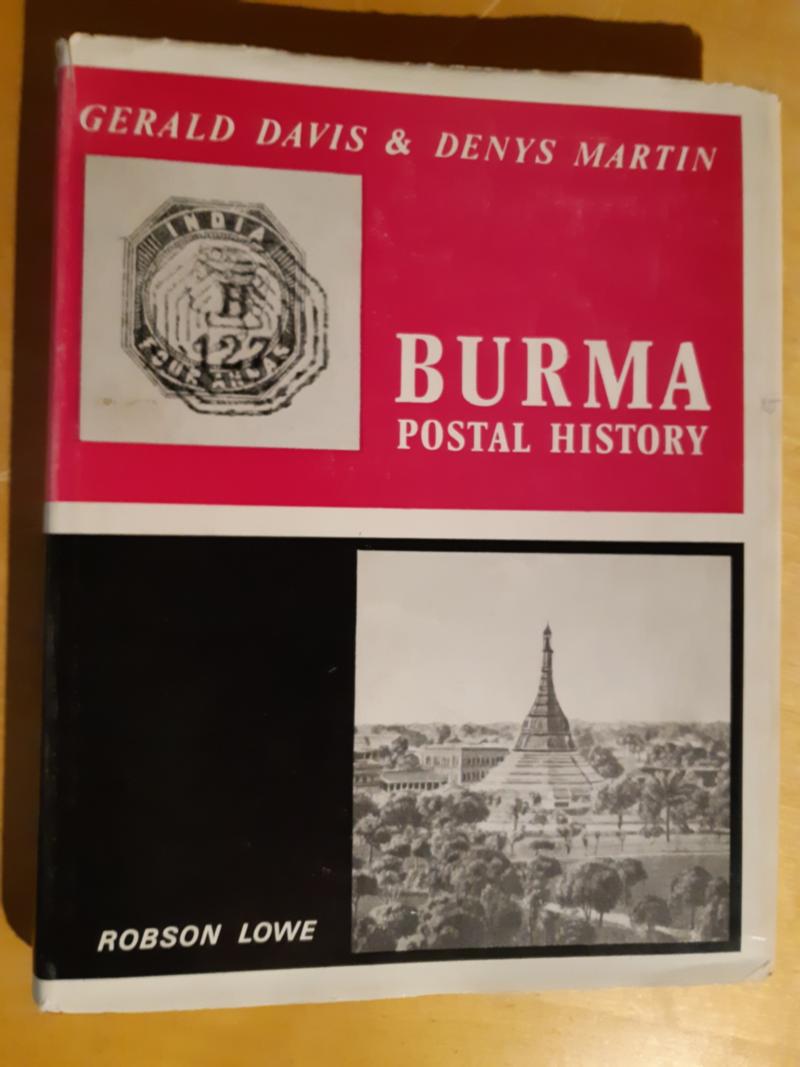 GERALD DAVIS & DENYS MARTIN
INDIA
B
127
FOUR ANNAS
BURMA
POSTAL HISTORY
ROBSON LOWE